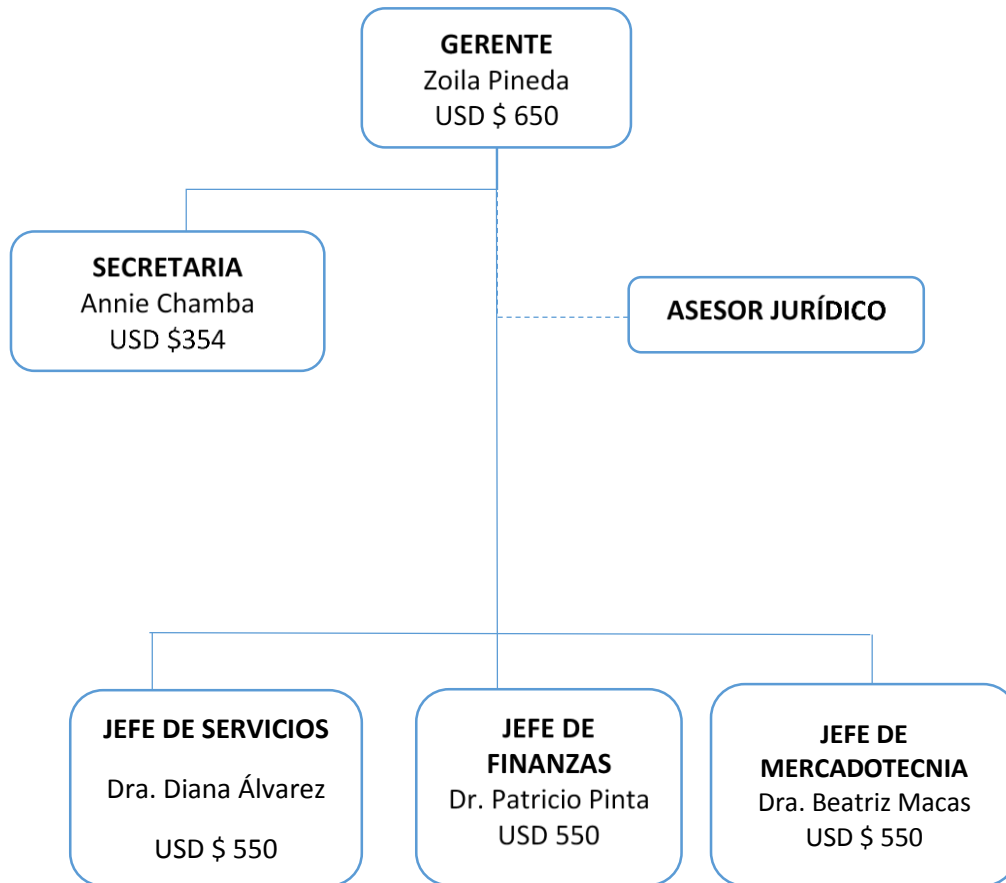 GERENTE
Zoila Pineda
USD $ 650
SECRETARIA
Annie Chamba
USD $354
ASESOR JURÍDICO
JEFE DE SERVICIOS
Dra. Diana Álvarez
USD $ 550
JEFE DE
FINANZAS
Dr. Patricio Pinta
USD 550
JEFE DE
MERCADOTECNIA
Dra. Beatriz Macas
USD $ 550